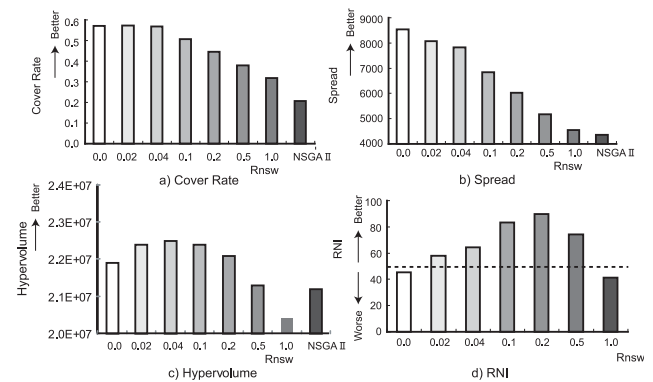 0.6
0.5
0.4
0.3
0.2
0.1
0.0
Cover Rate
Better
0.0 0.02 0.04 0.1 0.2 0.5 1.0 NSGA II
Rnsw
a) Cover Rate
9000
8000
7000
6000
5000
4000
Spread
Better
0.0 0.02 0.04 0.1 0.2 0.5 1.0 NSGA II
Rnsw
b) Spread
2.4E+07
2.3E+07
2.2E+07
2.1E+07
2.0E+07
Hypervolume
Better
0.0 0.02 0.04 0.1 0.2 0.5 1.0 NSGA II
Rnsw
c) Hypervolume
100
80
60
40
20
0
RNI
Better
Worse
0.0 0.02 0.04 0.1 0.2 0.5 1.0
Rnsw
d) RNI